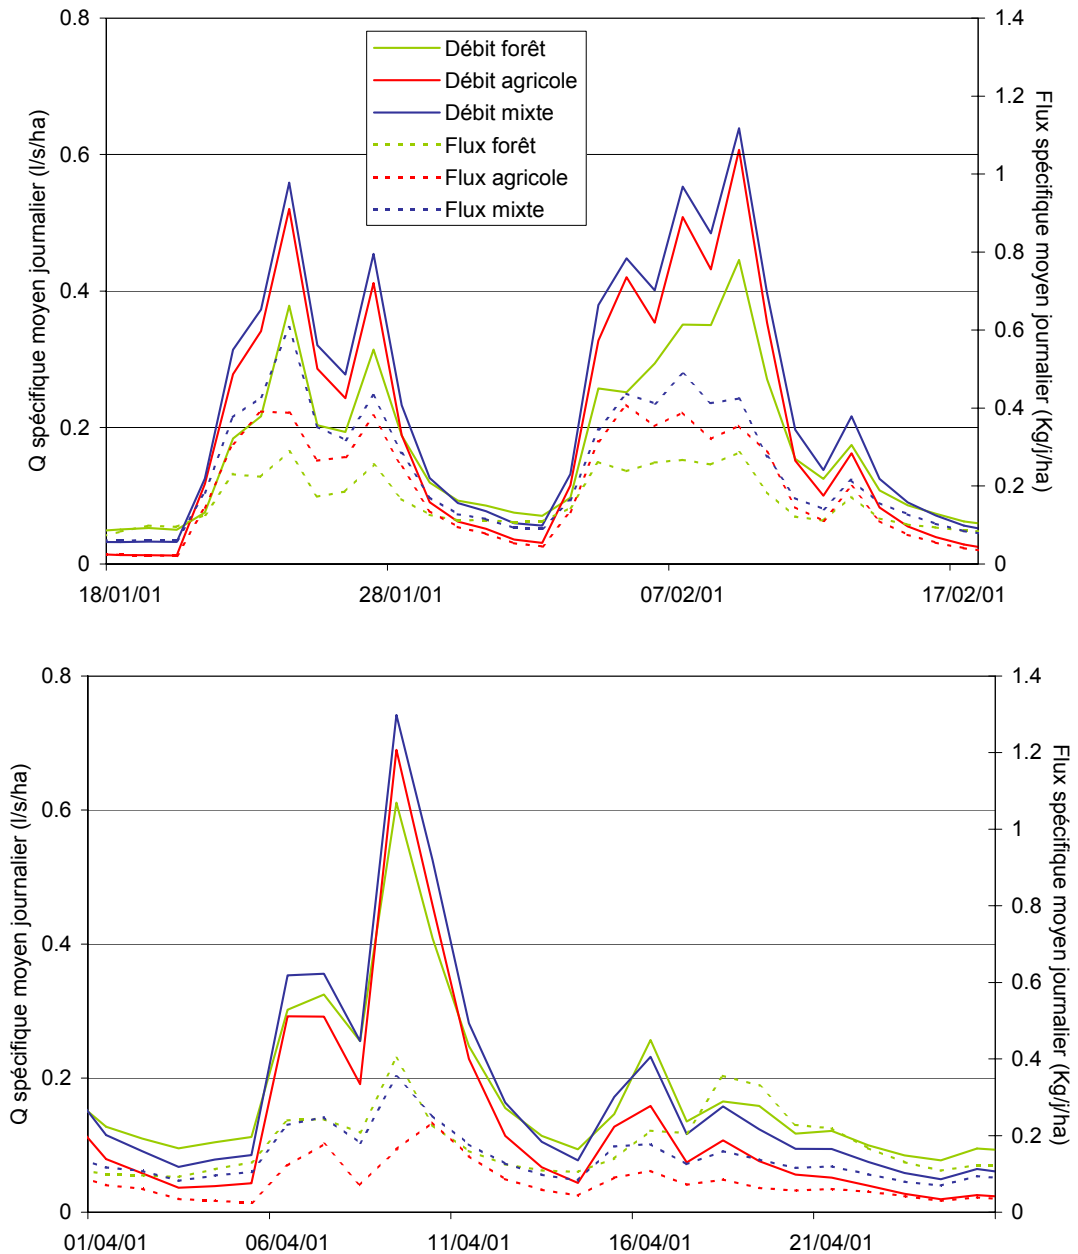 0.8
0.6
0.4
0.2
0
Q spécifique moyen journalier (l/s/ha)
Débit forêt
Débit agricole
Débit mixte
Flux forêt
Flux agricole
Flux mixte
1.4
1.2
1
0.8
0.6
0.4
0.2
0
Flux spécifique moyen journalier (Kg/j/ha)
18/01/01 28/01/01 07/02/01 17/02/01
0.8
0.6
0.4
0.2
0
Q spécifique moyen journalier (l/s/ha)
1.4
1.2
1
0.8
0.6
0.4
0.2
0
Flux spécifique moyen journalier (Kg/j/ha)
01/04/01 06/04/01 11/04/01 16/04/01 21/04/01